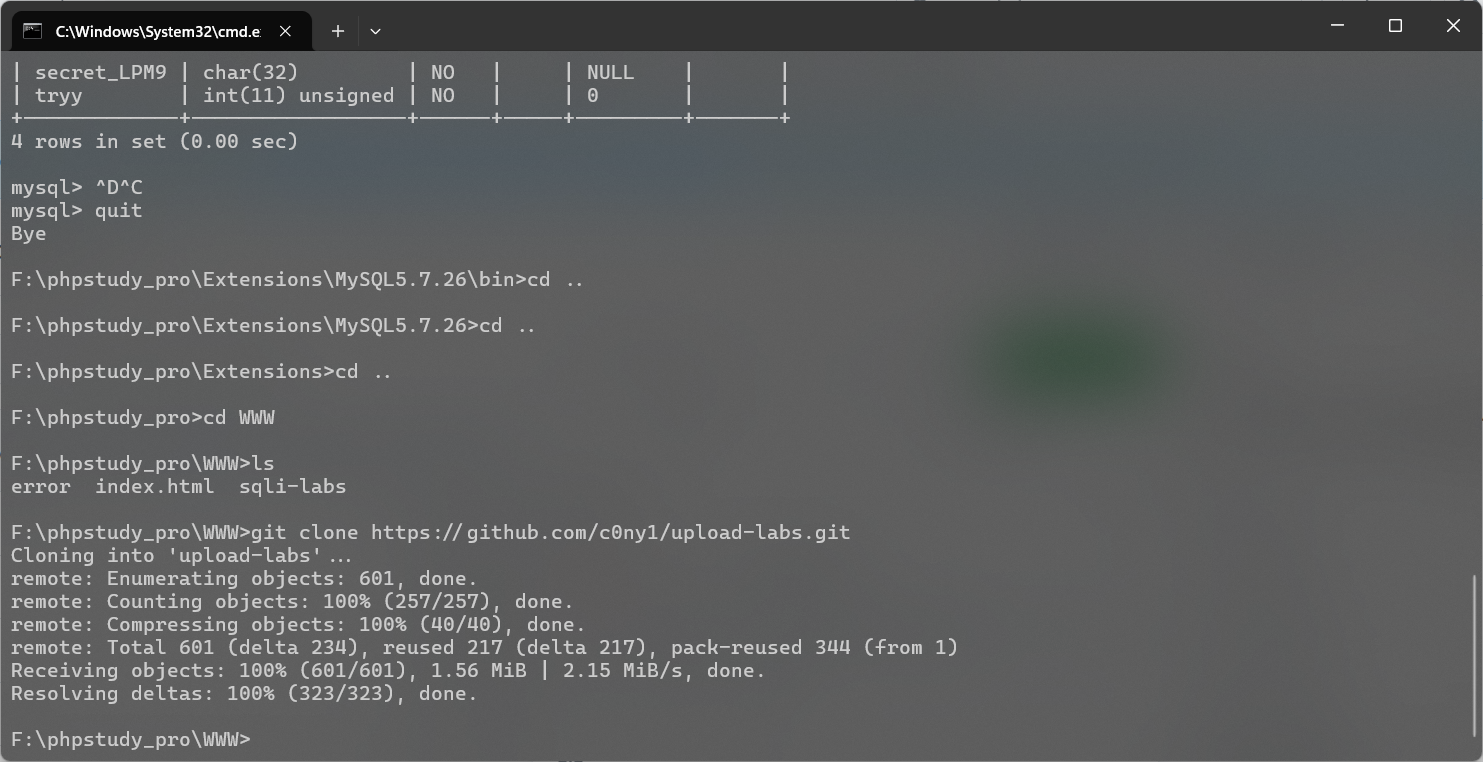 C:\Windows\System32\cmd.e
| secret_LPM9 | char(32)         | NO   |     | NULL    |       |
| tryy        | int(11) unsigned | NO   |     | 0       |       |
+-------------+------------------+------+-----+---------+-------+
4 rows in set (0.00 sec)
mysql> ^D^C
mysql> quit
Bye
F:\phpstudy_pro\Extensions\MySQL5.7.26\bin>cd ..
F:\phpstudy_pro\Extensions\MySQL5.7.26>cd ..
F:\phpstudy_pro\Extensions>cd ..
F:\phpstudy_pro>cd WWW
F:\phpstudy_pro\WWW>ls
error  index.html  sqli-labs
F:\phpstudy_pro\WWW>git clone https://github.com/c0ny1/upload-labs.git
Cloning into 'upload-labs'...
remote: Enumerating objects: 601, done.
remote: Counting objects: 100% (257/257), done.
remote: Compressing objects: 100% (40/40), done.
remote: Total 601 (delta 234), reused 217 (delta 217), pack-reused 344 (from 1)
Receiving objects: 100% (601/601), 1.56 MiB | 2.15 MiB/s, done.
Resolving deltas: 100% (323/323), done.
F:\phpstudy_pro\WWW>